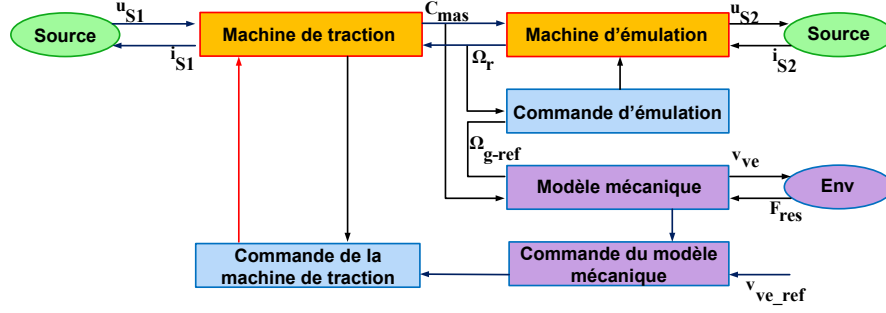 u_S1
C_mas
u_S2
Source
Machine de traction
Machine d'émulation
Source
i_S1
Ω_r
i_S2
Commande d'émulation
Ω_g-ref
v_ve
Modèle mécanique
Env
F_res
Commande de la
machine de traction
Commande du modèle
mécanique
v_ve_ref